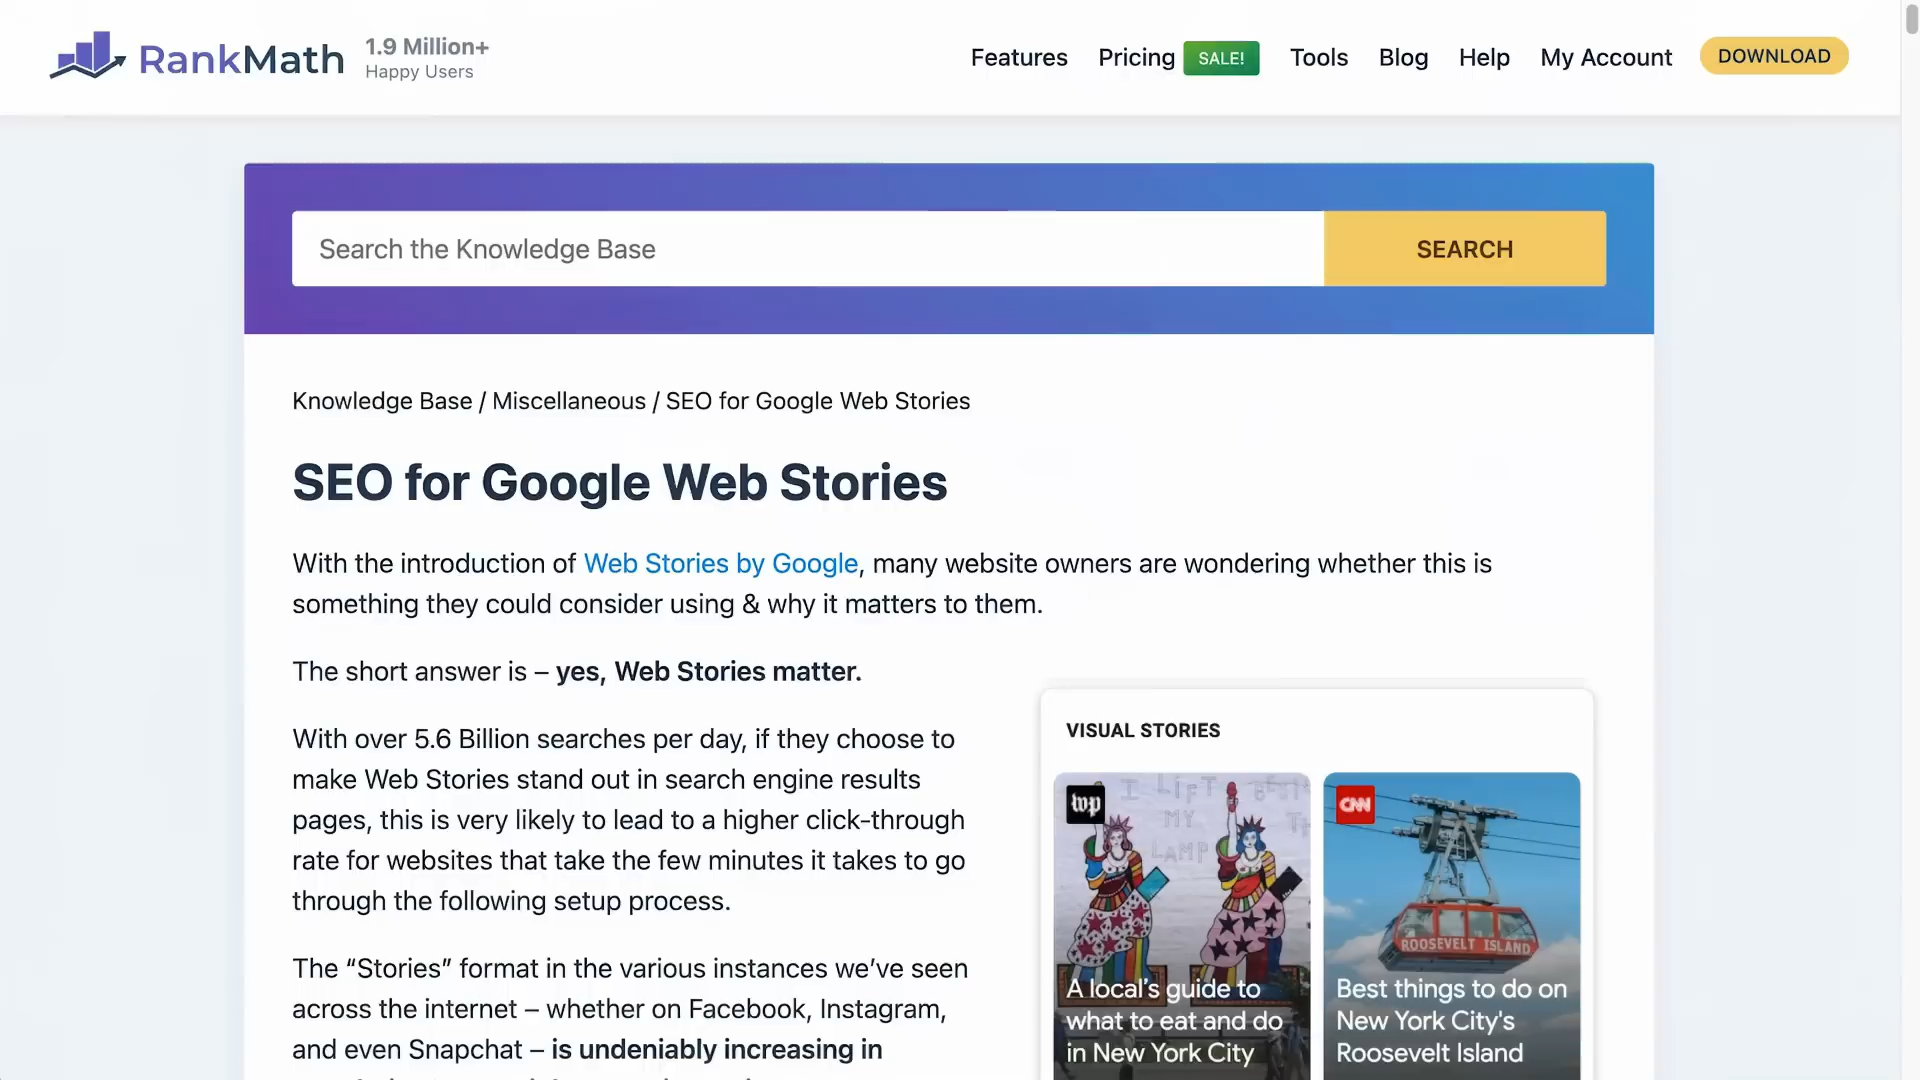 RankMath
1.9 Million+
Happy Users
Features
Pricing
SALE!
Tools
Blog
Help
My Account
DOWNLOAD
Search the Knowledge Base
SEARCH
Knowledge Base / Miscellaneous / SEO for Google Web Stories
SEO for Google Web Stories
With the introduction of Web Stories by Google, many website owners are wondering whether this is
something they could consider using & why it matters to them.
The short answer is – yes, Web Stories matter.
With over 5.6 Billion searches per day, if they choose to
make Web Stories stand out in search engine results
pages, this is very likely to lead to a higher click-through
rate for websites that take the few minutes it takes to go
through the following setup process.
The “Stories” format in the various instances we’ve seen
across the internet – whether on Facebook, Instagram,
and even Snapchat – is undeniably increasing in
VISUAL STORIES
wp
I LIFT
MY
LAMP
A local’s guide to
what to eat and do
in New York City
CNN
ROOSEVELT ISLAND
Best things to do on
New York City's
Roosevelt Island